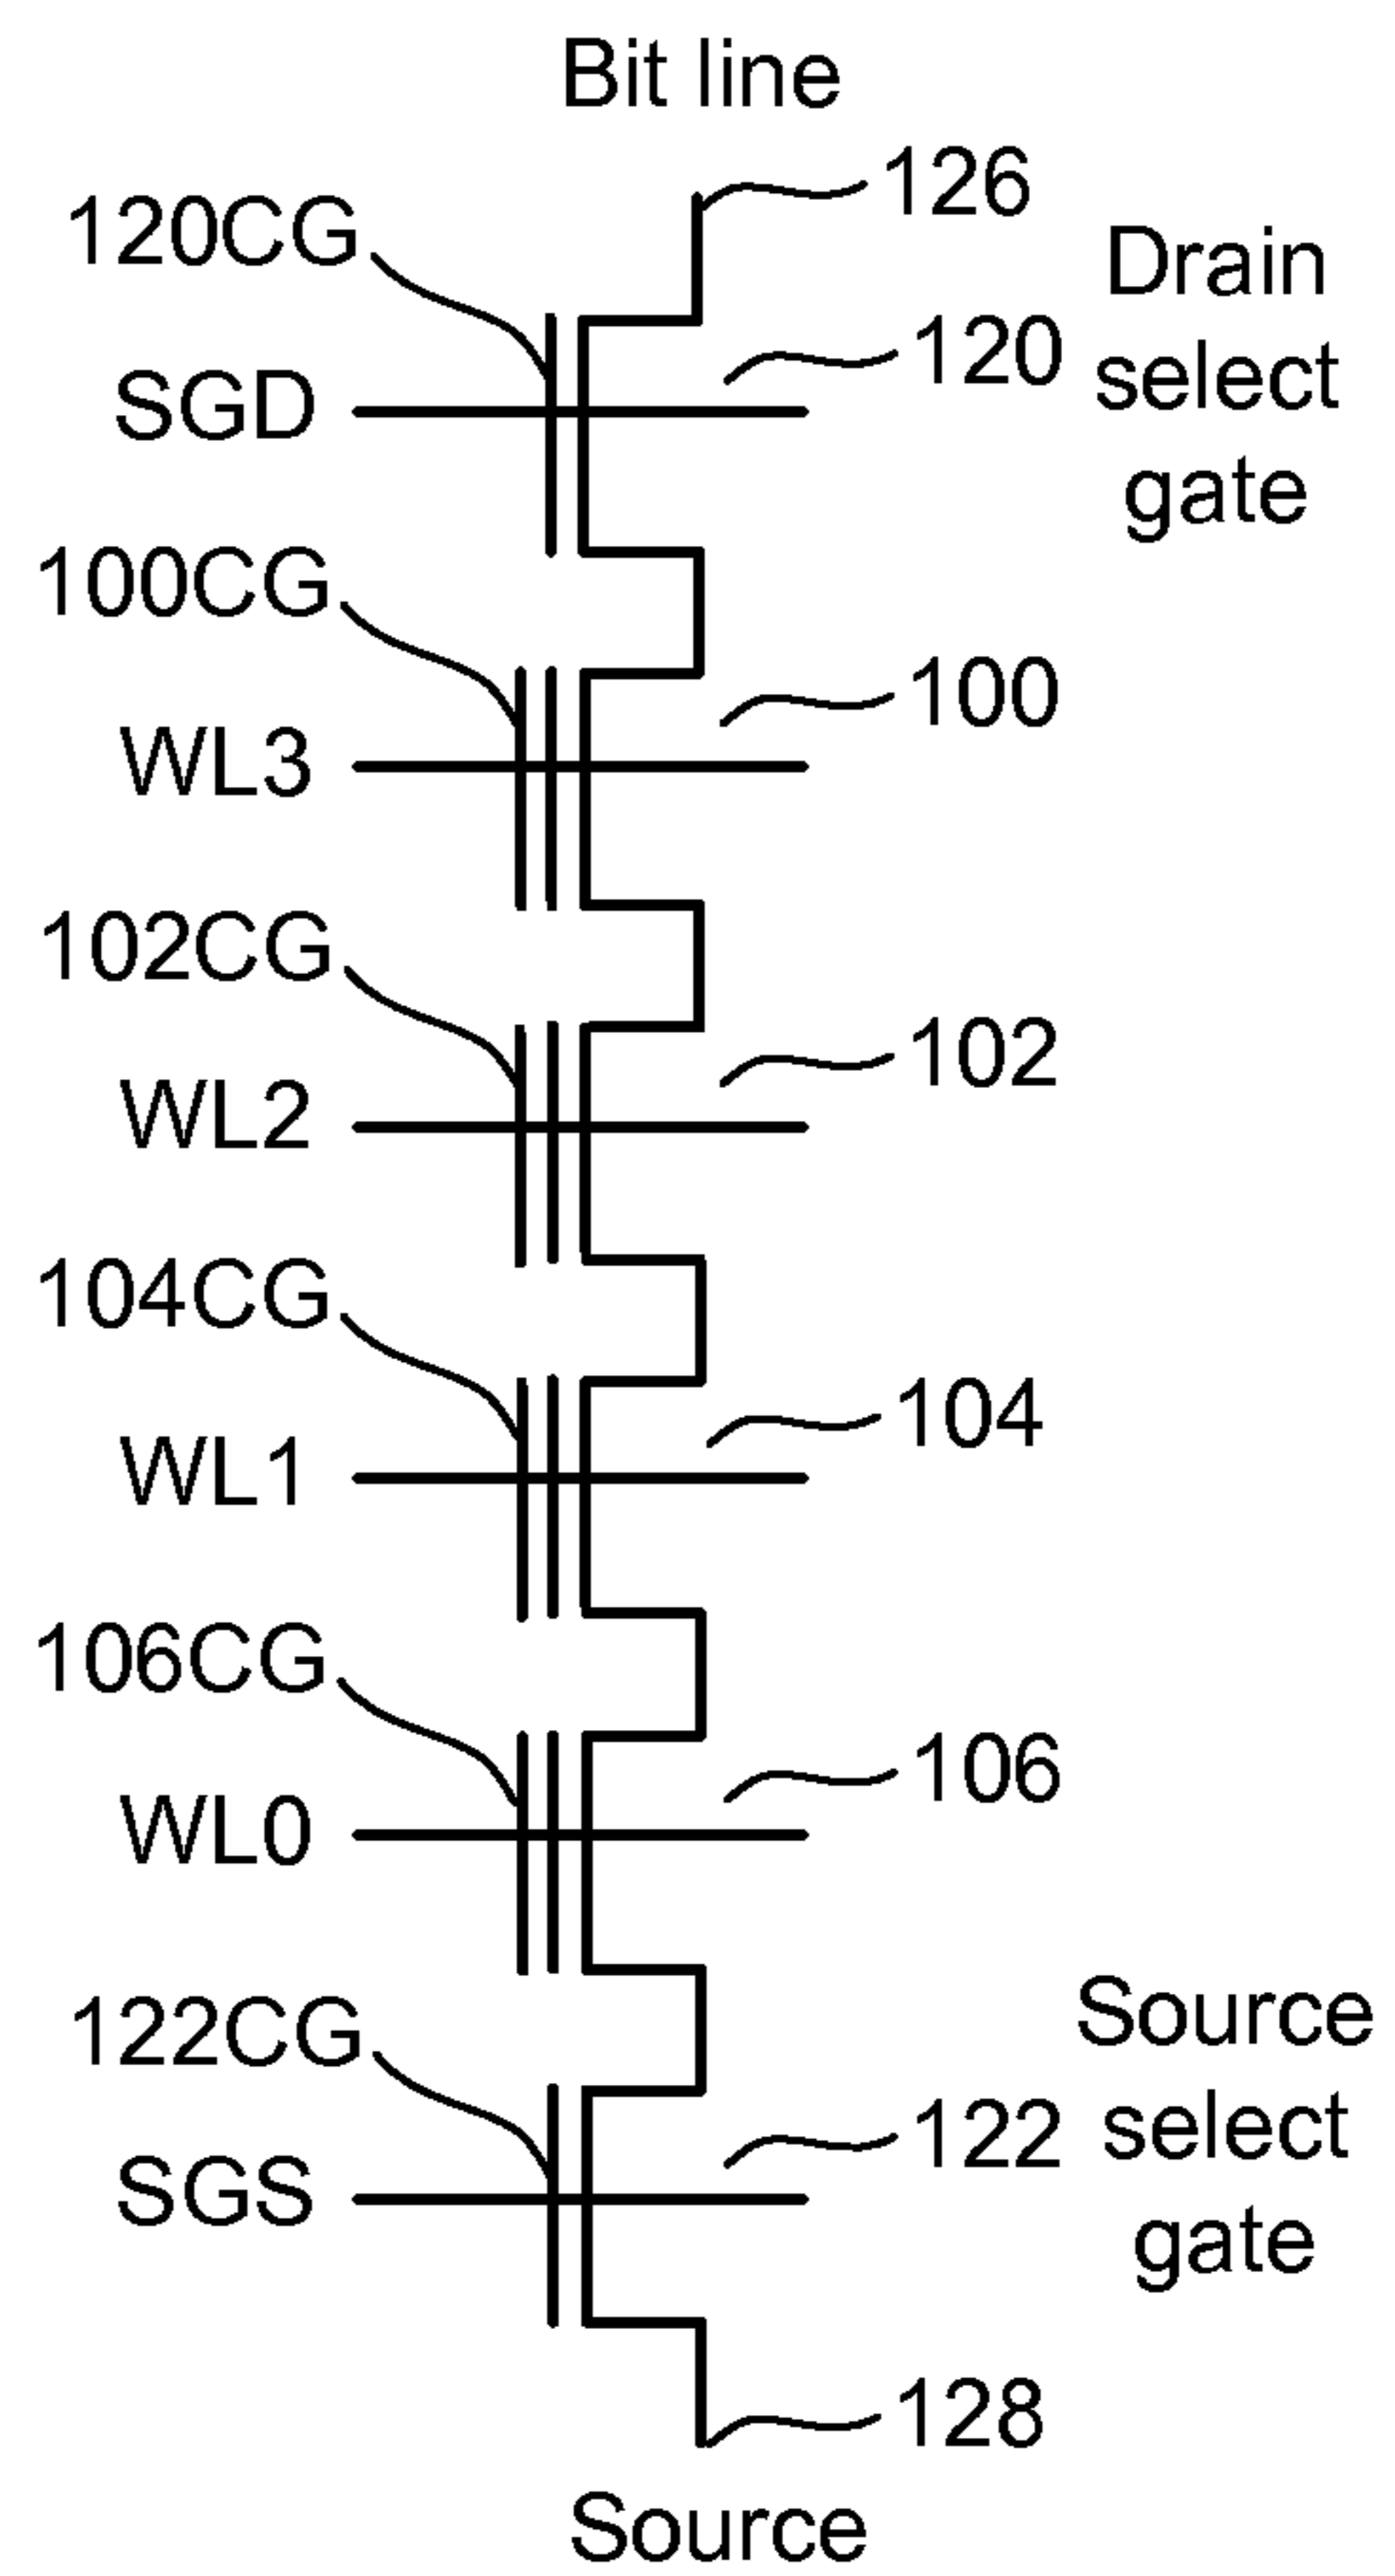 Bit line
126
120CG
Drain
select
gate
120
SGD
100CG
100
WL3
102CG
102
WL2
104CG
104
WL1
106CG
106
WL0
122CG
Source
select
gate
122
SGS
128
Source